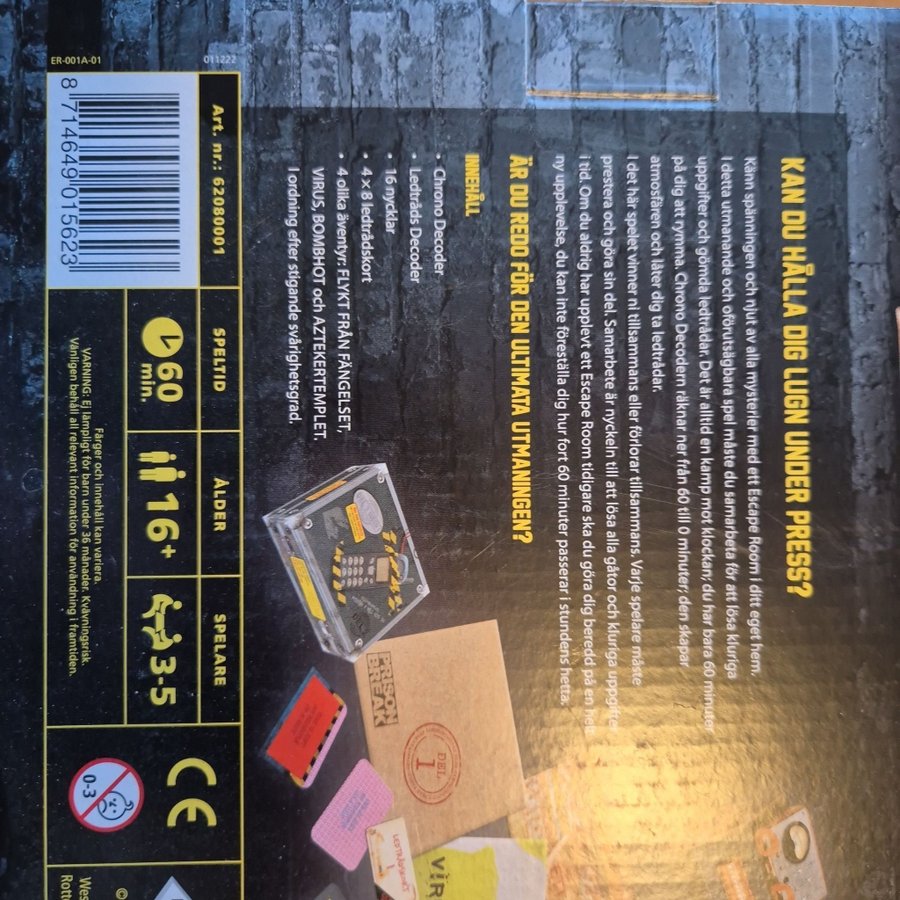 KAN DU HÅLLA DIG LUGN UNDER PRESS?
Känn spänningen och njut av alla mysterier med ett Escape Room i ditt eget hem.
I detta utmanande och oförutsägbara spel måste du samarbeta för att lösa kluriga
uppgifter och gömda ledtrådar. Det är alltid en kamp mot klockan; du har bara 60 minuter
på dig att rymma. Chrono Decodern räknar ner från 60 till 0 minuter; den skapar
atmosfären och låter dig ta ledtrådar.
I det här spelet vinner ni tillsammans eller förlorar tillsammans. Varje spelare måste
prestera och göra sin del. Samarbete är nyckeln till att lösa alla gåtor och kluriga uppgifter
i tid. Om du aldrig har upplevt ett Escape Room tidigare ska du göra dig beredd på en helt
ny upplevelse, du kan inte föreställa dig hur fort 60 minuter passerar i stundens hetta.
ÄR DU REDO FÖR DEN ULTIMATA UTMANINGEN?
INNEHÅLL
• Chrono Decoder
• Ledtråds Decoder
• 16 nycklar
• 4 x 8 ledtrådskort
• 4 olika äventyr: FLYKT FRÅN FÄNGELSET,
VIRUS, BOMBHOT och AZTEKERTEMPLET.
I ordning efter stigande svårighetsgrad.
PRISON
BREAK
DEL
1
VIR
011222
ER-001A-01
Art. nr.: 62080001
8 714649 015623
SPELTID
60
min.
ÅLDER
16+
SPELARE
3-5
Färger och innehåll kan variera.
VARNING: Ej lämpligt för barn under 36 månader. Kvävningsrisk.
Vänligen behåll all relevant information för användning i framtiden.
CE
0-3
©
Wes
Rott